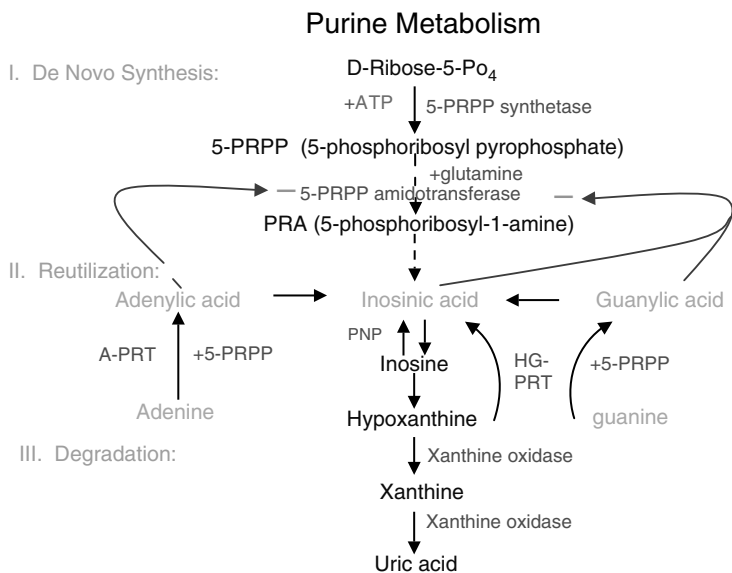 Purine Metabolism
I. De Novo Synthesis:
D-Ribose-5-Po4
+ATP
5-PRPP synthetase
5-PRPP (5-phosphoribosyl pyrophosphate)
+glutamine
— 5-PRPP amidotransferase —
PRA (5-phosphoribosyl-1-amine)
II. Reutilization:
Adenylic acid
Inosinic acid
Guanylic acid
A-PRT
+5-PRPP
PNP
Inosine
HG-
PRT
+5-PRPP
Adenine
Hypoxanthine
guanine
III. Degradation:
Xanthine oxidase
Xanthine
Xanthine oxidase
Uric acid